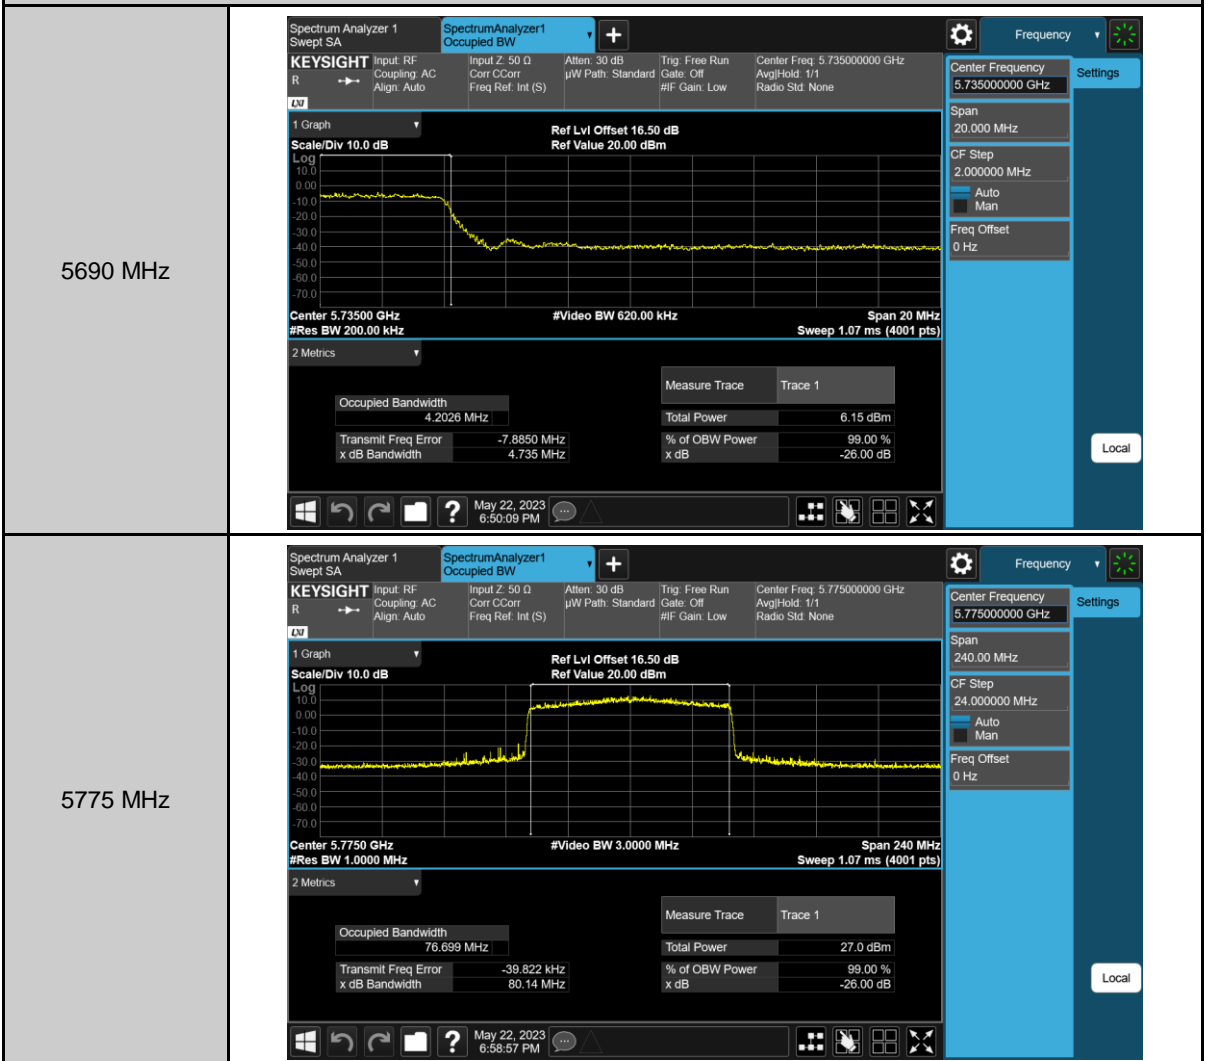 5690 MHz
Spectrum Analyzer 1
Swept SA
SpectrumAnalyzer1
Occupied BW
Frequency
KEYSIGHT
R
LXI
Input: RF
Coupling: AC
Align: Auto
Input Z: 50 Ω
Corr CCorr
Freq Ref: Int (S)
Atten: 30 dB
µW Path: Standard
Trig: Free Run
Gate: Off
#IF Gain: Low
Center Freq: 5.735000000 GHz
Avg|Hold: 1/1
Radio Std: None
Center Frequency
5.735000000 GHz
Settings
Span
20.000 MHz
CF Step
2.000000 MHz
Auto
Man
Freq Offset
0 Hz
Local
1 Graph
Scale/Div 10.0 dB
Ref Lvl Offset 16.50 dB
Ref Value 20.00 dBm
Log
10.0
0.00
-10.0
-20.0
-30.0
-40.0
-50.0
-60.0
-70.0
Center 5.73500 GHz
#Res BW 200.00 kHz
#Video BW 620.00 kHz
Span 20 MHz
Sweep 1.07 ms (4001 pts)
2 Metrics
Measure Trace Trace 1
Occupied Bandwidth
4.2026 MHz
Total Power 6.15 dBm
Transmit Freq Error -7.8850 MHz
% of OBW Power 99.00 %
x dB Bandwidth 4.735 MHz
x dB -26.00 dB
May 22, 2023
6:50:09 PM
5775 MHz
Spectrum Analyzer 1
Swept SA
SpectrumAnalyzer1
Occupied BW
Frequency
KEYSIGHT
R
LXI
Input: RF
Coupling: AC
Align: Auto
Input Z: 50 Ω
Corr CCorr
Freq Ref: Int (S)
Atten: 30 dB
µW Path: Standard
Trig: Free Run
Gate: Off
#IF Gain: Low
Center Freq: 5.775000000 GHz
Avg|Hold: 1/1
Radio Std: None
Center Frequency
5.775000000 GHz
Settings
Span
240.00 MHz
CF Step
24.000000 MHz
Auto
Man
Freq Offset
0 Hz
Local
1 Graph
Scale/Div 10.0 dB
Ref Lvl Offset 16.50 dB
Ref Value 20.00 dBm
Log
10.0
0.00
-10.0
-20.0
-30.0
-40.0
-50.0
-60.0
-70.0
Center 5.7750 GHz
#Res BW 1.0000 MHz
#Video BW 3.0000 MHz
Span 240 MHz
Sweep 1.07 ms (4001 pts)
2 Metrics
Measure Trace Trace 1
Occupied Bandwidth
76.699 MHz
Total Power 27.0 dBm
Transmit Freq Error -39.822 kHz
% of OBW Power 99.00 %
x dB Bandwidth 80.14 MHz
x dB -26.00 dB
May 22, 2023
6:58:57 PM